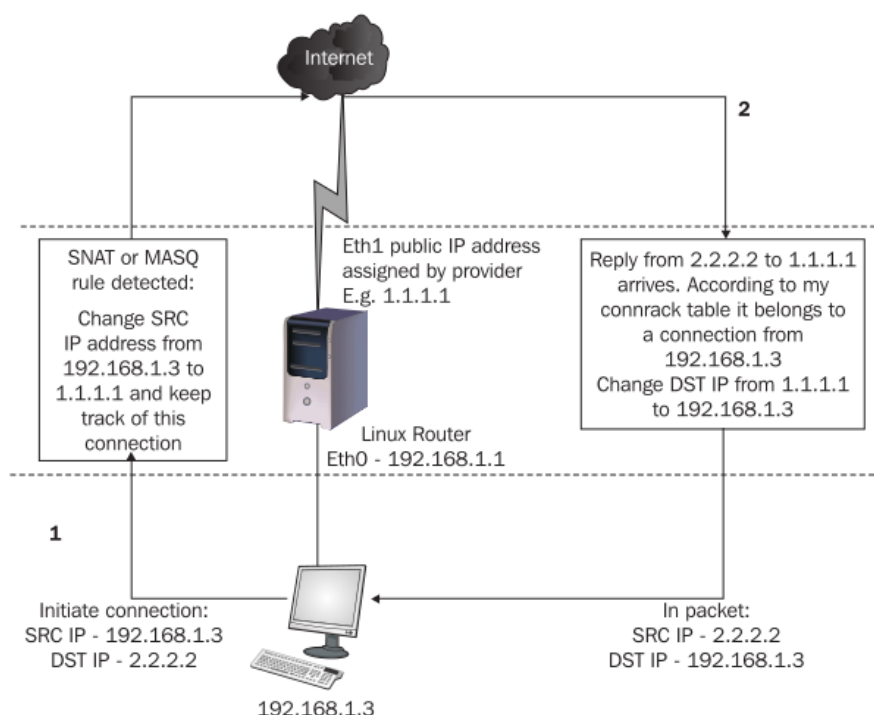 Internet
2
SNAT or MASQ
rule detected:
Change SRC
IP address from
192.168.1.3 to
1.1.1.1 and keep
track of this
connection
Eth1 public IP address
assigned by provider
E.g. 1.1.1.1
Reply from 2.2.2.2 to 1.1.1.1
arrives. According to my
connrack table it belongs to
a connection from
192.168.1.3
Change DST IP from 1.1.1.1
to 192.168.1.3
Linux Router
Eth0 - 192.168.1.1
1
Initiate connection:
SRC IP - 192.168.1.3
DST IP - 2.2.2.2
In packet:
SRC IP - 2.2.2.2
DST IP - 192.168.1.3
192.168.1.3